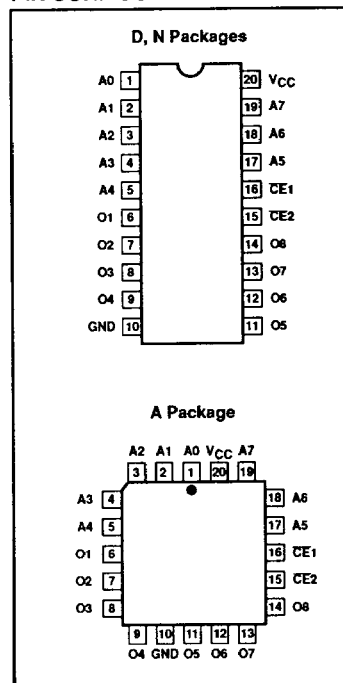 D, N Packages
A0 1 20 VCC
A1 2 19 A7
A2 3 18 A6
A3 4 17 A5
A4 5 16 C̅E̅1
O1 6 15 C̅E̅2
O2 7 14 O8
O3 8 13 O7
O4 9 12 O6
GND 10 11 O5
A Package
A2 A1 A0 VCC A7
3 2 1 20 19
A3 4 18 A6
A4 5 17 A5
O1 6 16 C̅E̅1
O2 7 15 C̅E̅2
O3 8 14 O8
9 10 11 12 13
O4 GND O5 O6 O7